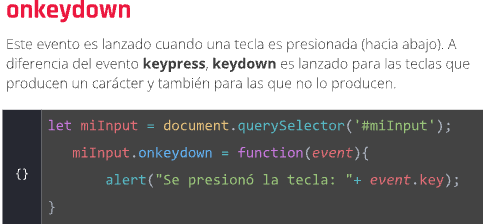 onkeydown
Este evento es lanzado cuando una tecla es presionada (hacia abajo). A
diferencia del evento keypress, keydown es lanzado para las teclas que
producen un carácter y también para las que no lo producen.
let miInput = document.querySelector('#miInput');
miInput.onkeydown = function(event){
{}
alert("Se presionó la tecla: "+ event.key);
}